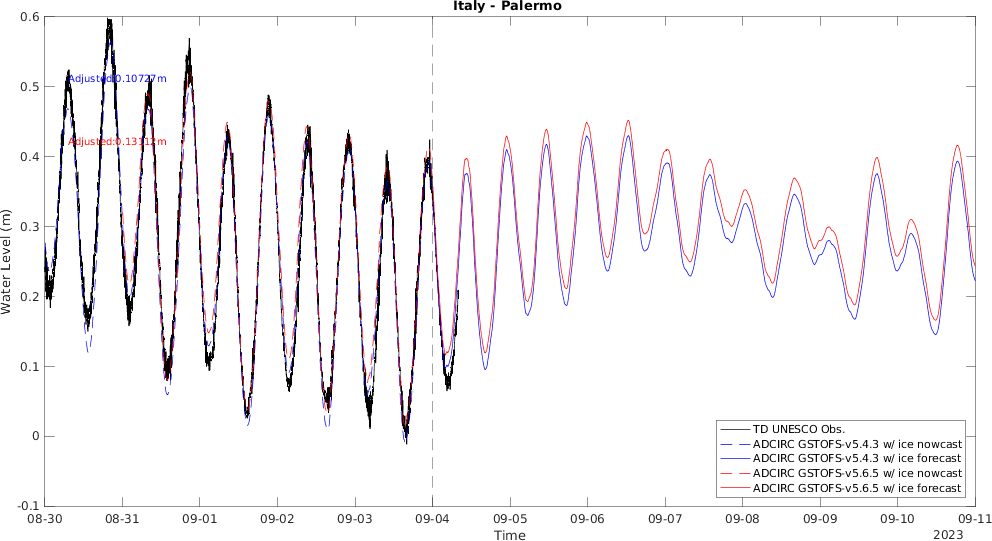 Italy - Palermo
0.6
0.5
0.4
0.3
0.2
0.1
0
-0.1
Water Level (m)
Adjusted:0.10727m
Adjusted:0.13112m
TD UNESCO Obs.
ADCIRC GSTOFS-v5.4.3 w/ ice nowcast
ADCIRC GSTOFS-v5.4.3 w/ ice forecast
ADCIRC GSTOFS-v5.6.5 w/ ice nowcast
ADCIRC GSTOFS-v5.6.5 w/ ice forecast
08-30 08-31 09-01 09-02 09-03 09-04 09-05 09-06 09-07 09-08 09-09 09-10 09-11
Time
2023